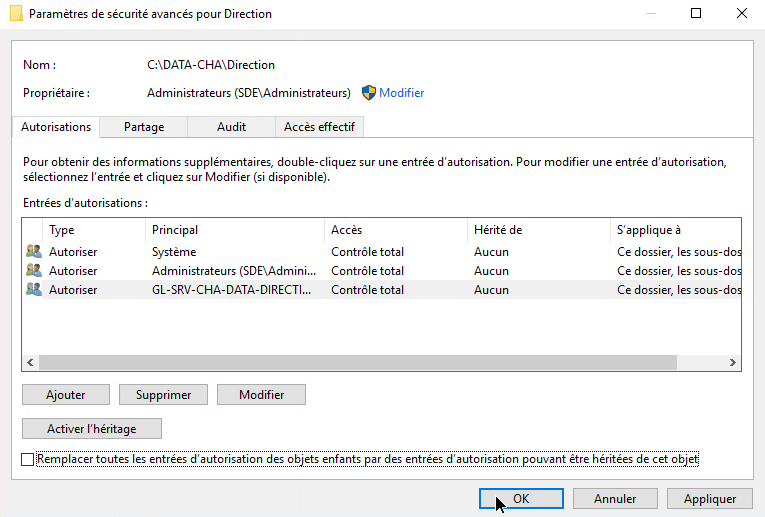 Paramètres de sécurité avancés pour Direction
Nom : C:\DATA-CHA\Direction
Propriétaire : Administrateurs (SDE\Administrateurs) Modifier
Autorisations Partage Audit Accès effectif
Pour obtenir des informations supplémentaires, double-cliquez sur une entrée d'autorisation. Pour modifier une entrée d'autorisation,
sélectionnez l'entrée et cliquez sur Modifier (si disponible).
Entrées d'autorisations :
Type Principal Accès Hérité de S'applique à
Autoriser Système Contrôle total Aucun Ce dossier, les sous-dos
Autoriser Administrateurs (SDE\Admini... Contrôle total Aucun Ce dossier, les sous-dos
Autoriser GL-SRV-CHA-DATA-DIRECTI... Contrôle total Aucun Ce dossier, les sous-dos
Ajouter Supprimer Modifier
Activer l'héritage
Remplacer toutes les entrées d'autorisation des objets enfants par des entrées d'autorisation pouvant être héritées de cet objet
OK Annuler Appliquer